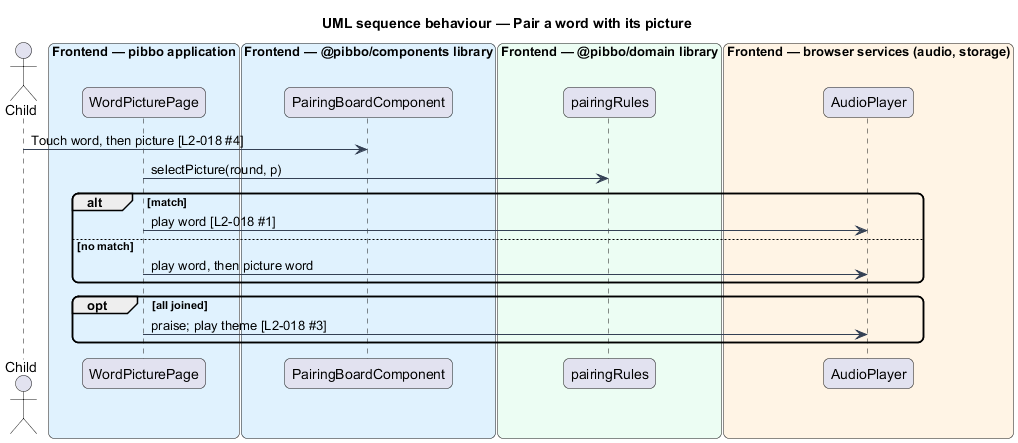 UML sequence behaviour — Pair a word with its picture
Frontend — pibbo application
Frontend — @pibbo/components library
Frontend — @pibbo/domain library
Frontend — browser services (audio, storage)
Child
WordPicturePage
PairingBoardComponent
pairingRules
AudioPlayer
Touch word, then picture [L2-018 #4]
selectPicture(round, p)
alt [match]
play word [L2-018 #1]
[no match]
play word, then picture word
opt [all joined]
praise; play theme [L2-018 #3]
Child
WordPicturePage
PairingBoardComponent
pairingRules
AudioPlayer